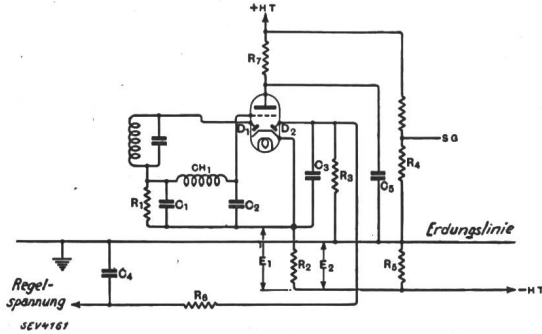 +HT
R7
D1
D2
CH1
SG
R4
C3
R3
C5
R1
C1
C2
Erdungslinie
E1
R2
E2
R5
Regel-
spannung
C4
R6
-HT
SEV4161